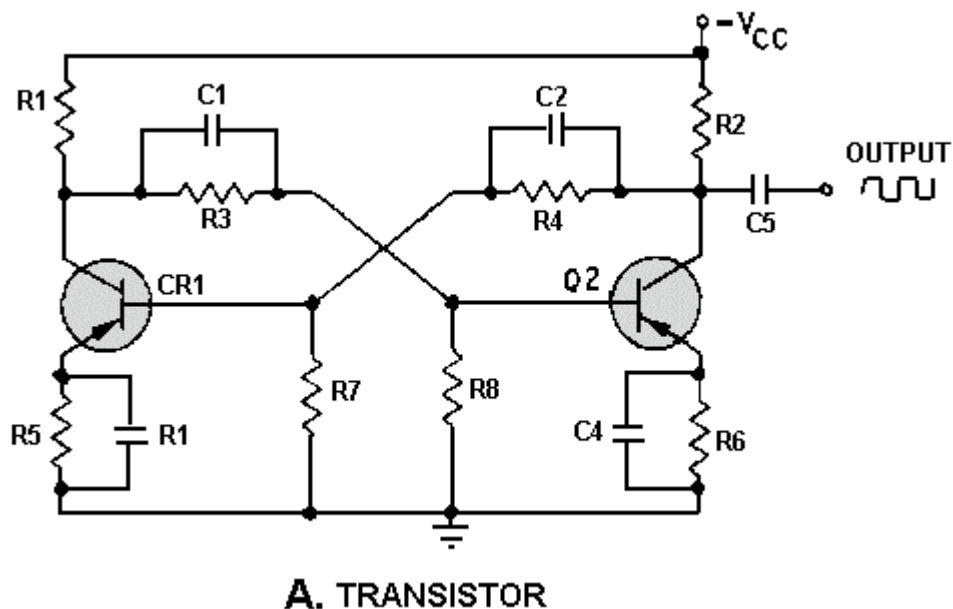 -VCC
R1
C1
C2
R2
OUTPUT
R3
R4
C5
CR1
Q2
R7
R8
R5
R1
C4
R6
A. TRANSISTOR